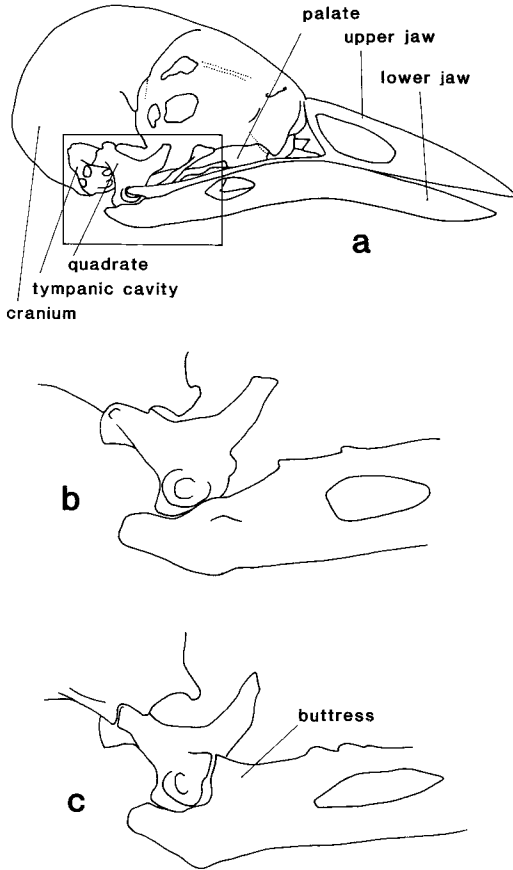 palate
upper jaw
lower jaw
a
quadrate
tympanic cavity
cranium
b
buttress
c